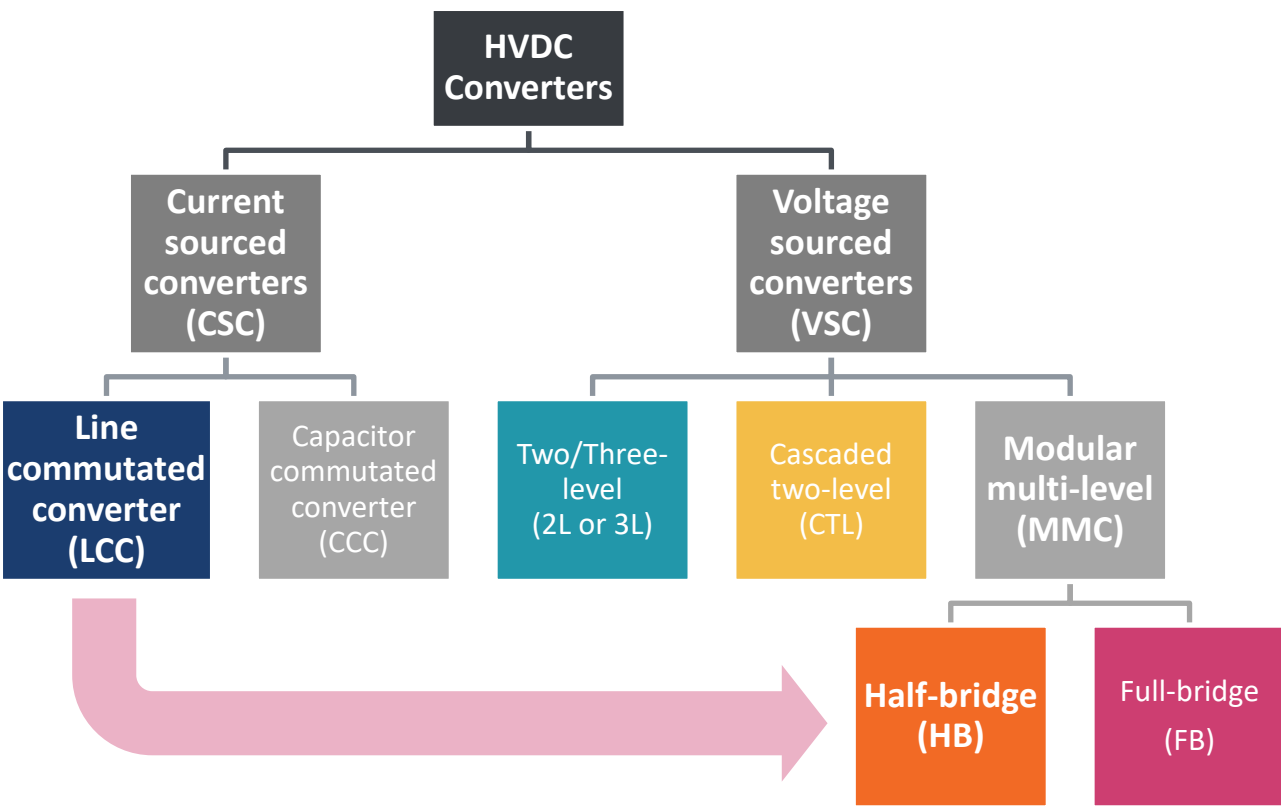 HVDC
Converters
Current
sourced
converters
(CSC)
Voltage
sourced
converters
(VSC)
Line
commutated
converter
(LCC)
Capacitor
commutated
converter
(CCC)
Two/Three-
level
(2L or 3L)
Cascaded
two-level
(CTL)
Modular
multi-level
(MMC)
Half-bridge
(HB)
Full-bridge
(FB)